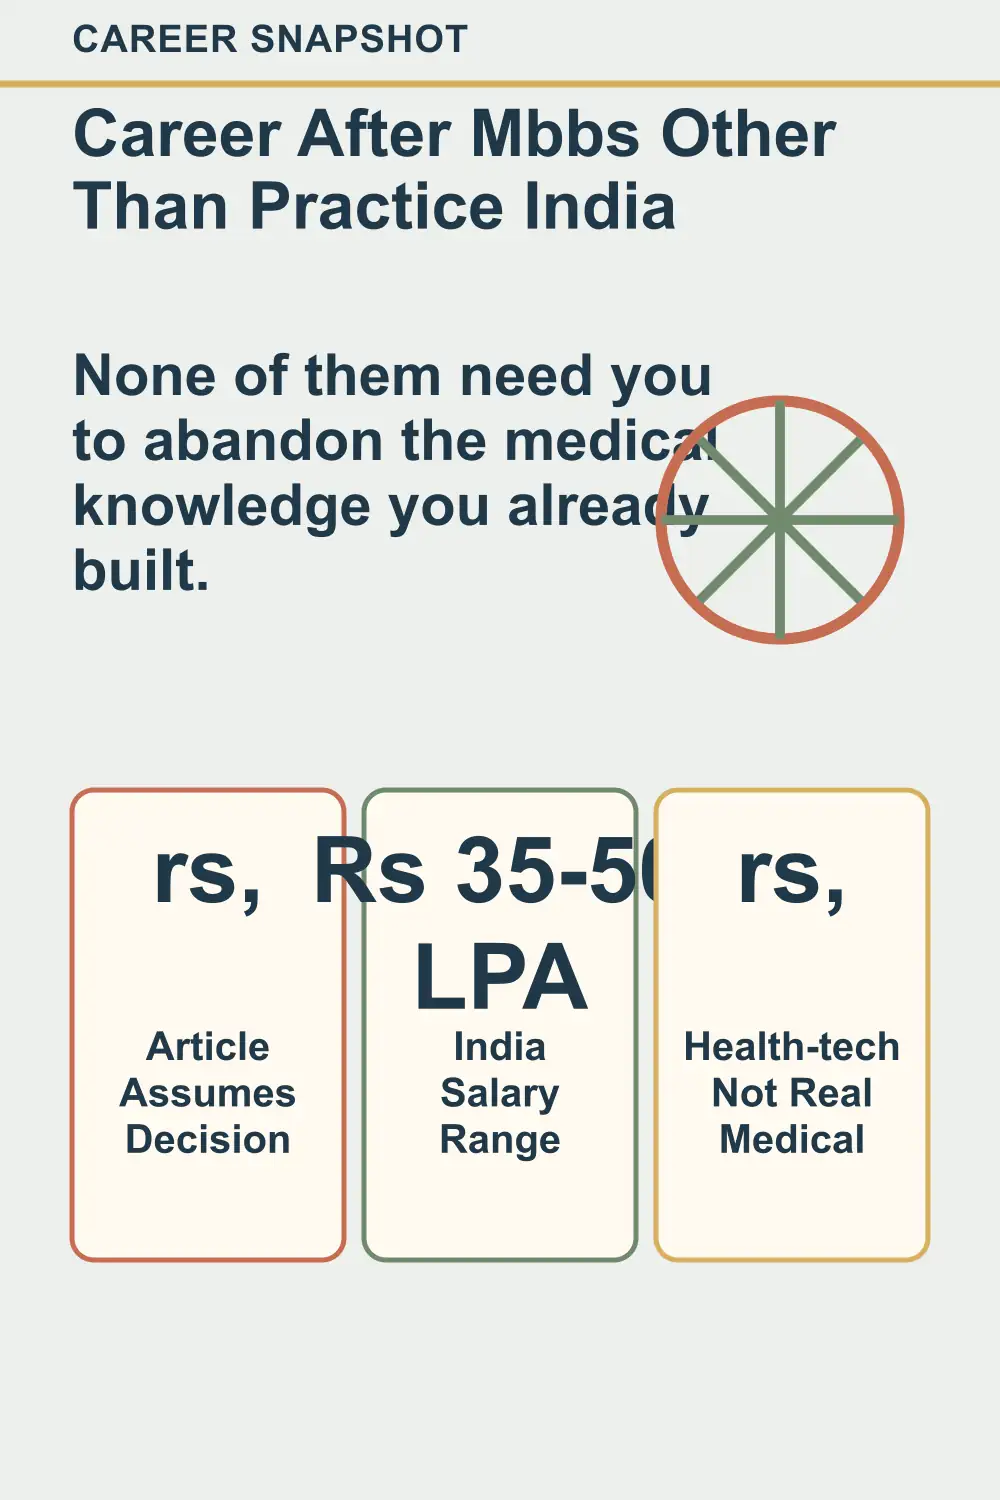 CAREER SNAPSHOT
Career After Mbbs Other
Than Practice India
None of them need you
to abandon the medical
knowledge you already
built.
rs,
Rs 35-50
LPA
rs,
Article
Assumes
Decision
India
Salary
Range
Health-tech
Not Real
Medical